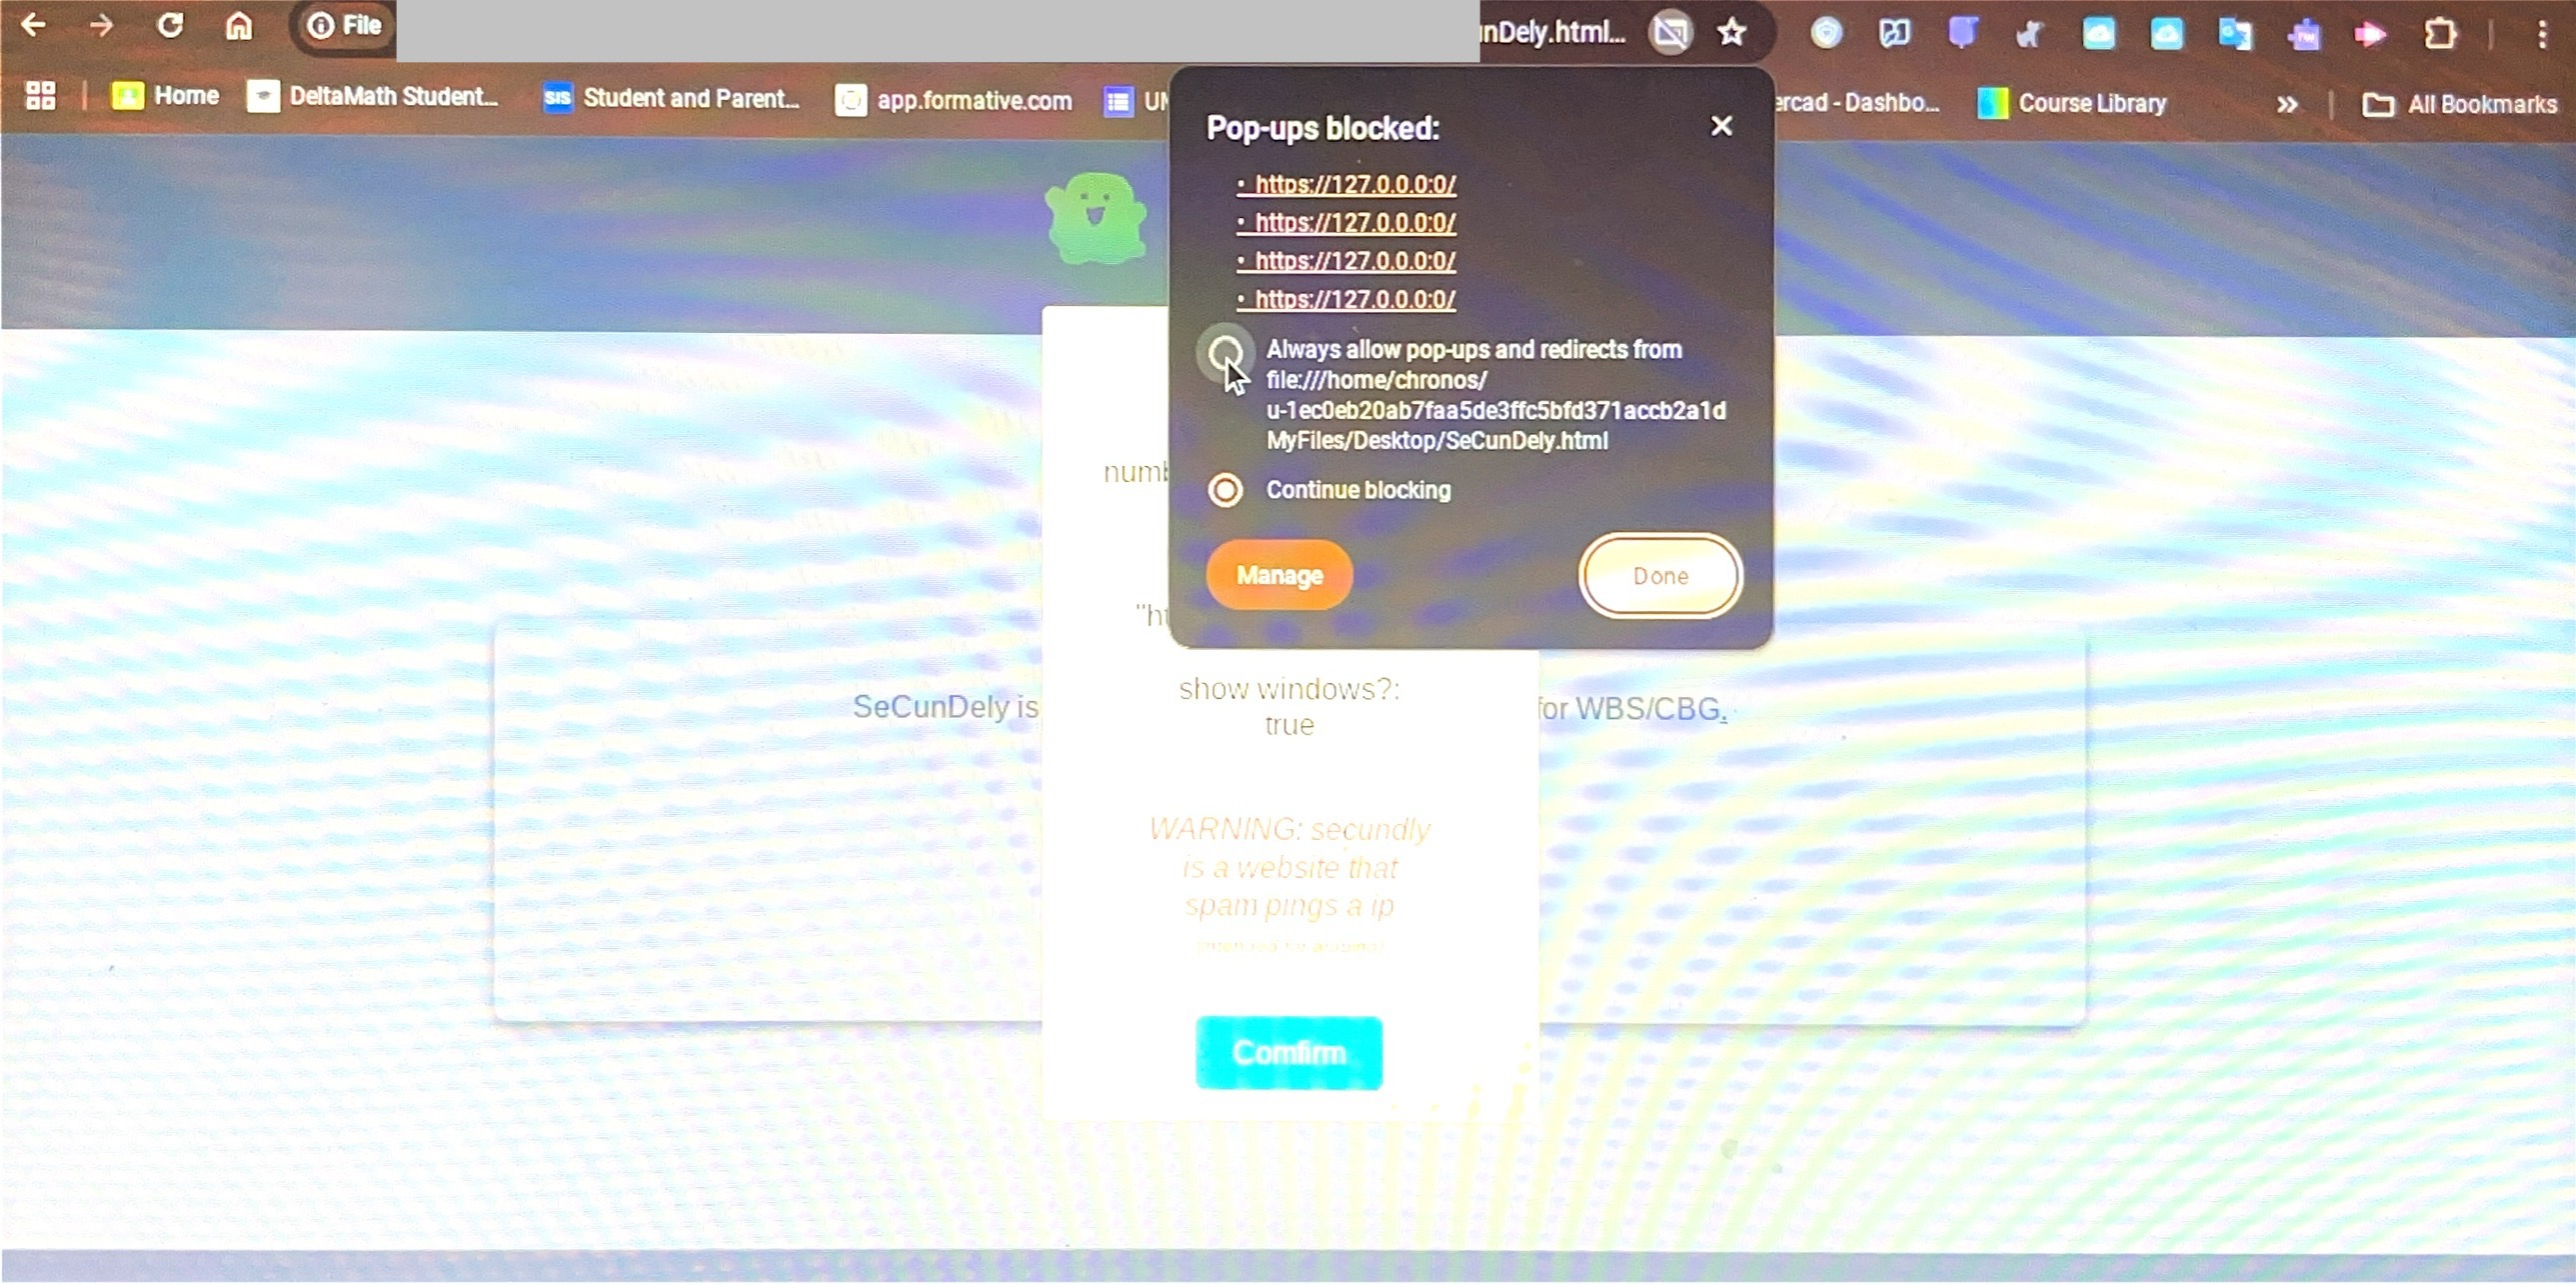 File
nDely.html...
Home
DeltaMath Student...
SIS
Student and Parent...
app.formative.com
ercad - Dashbo...
Course Library
»
All Bookmarks
Pop-ups blocked:
• https://127.0.0.0:0/
• https://127.0.0.0:0/
• https://127.0.0.0:0/
• https://127.0.0.0:0/
Always allow pop-ups and redirects from
file:///home/chronos/
u-1ec0eb20ab7faa5de3ffc5bfd371accb2a1d
MyFiles/Desktop/SeCunDely.html
Continue blocking
Manage
Done
numb
"ht
show windows?:
true
SeCunDely is
for WBS/CBG.
WARNING: secundly
is a website that
spam pings a ip
Comfirm